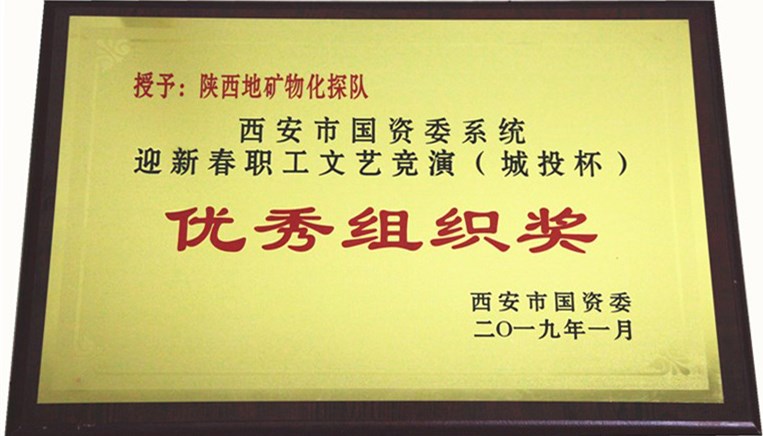 授予：陕西地矿物化探队
西安市国资委系统
迎新春职工文艺竞演（城投杯）
优秀组织奖
西安市国资委
二〇一九年一月